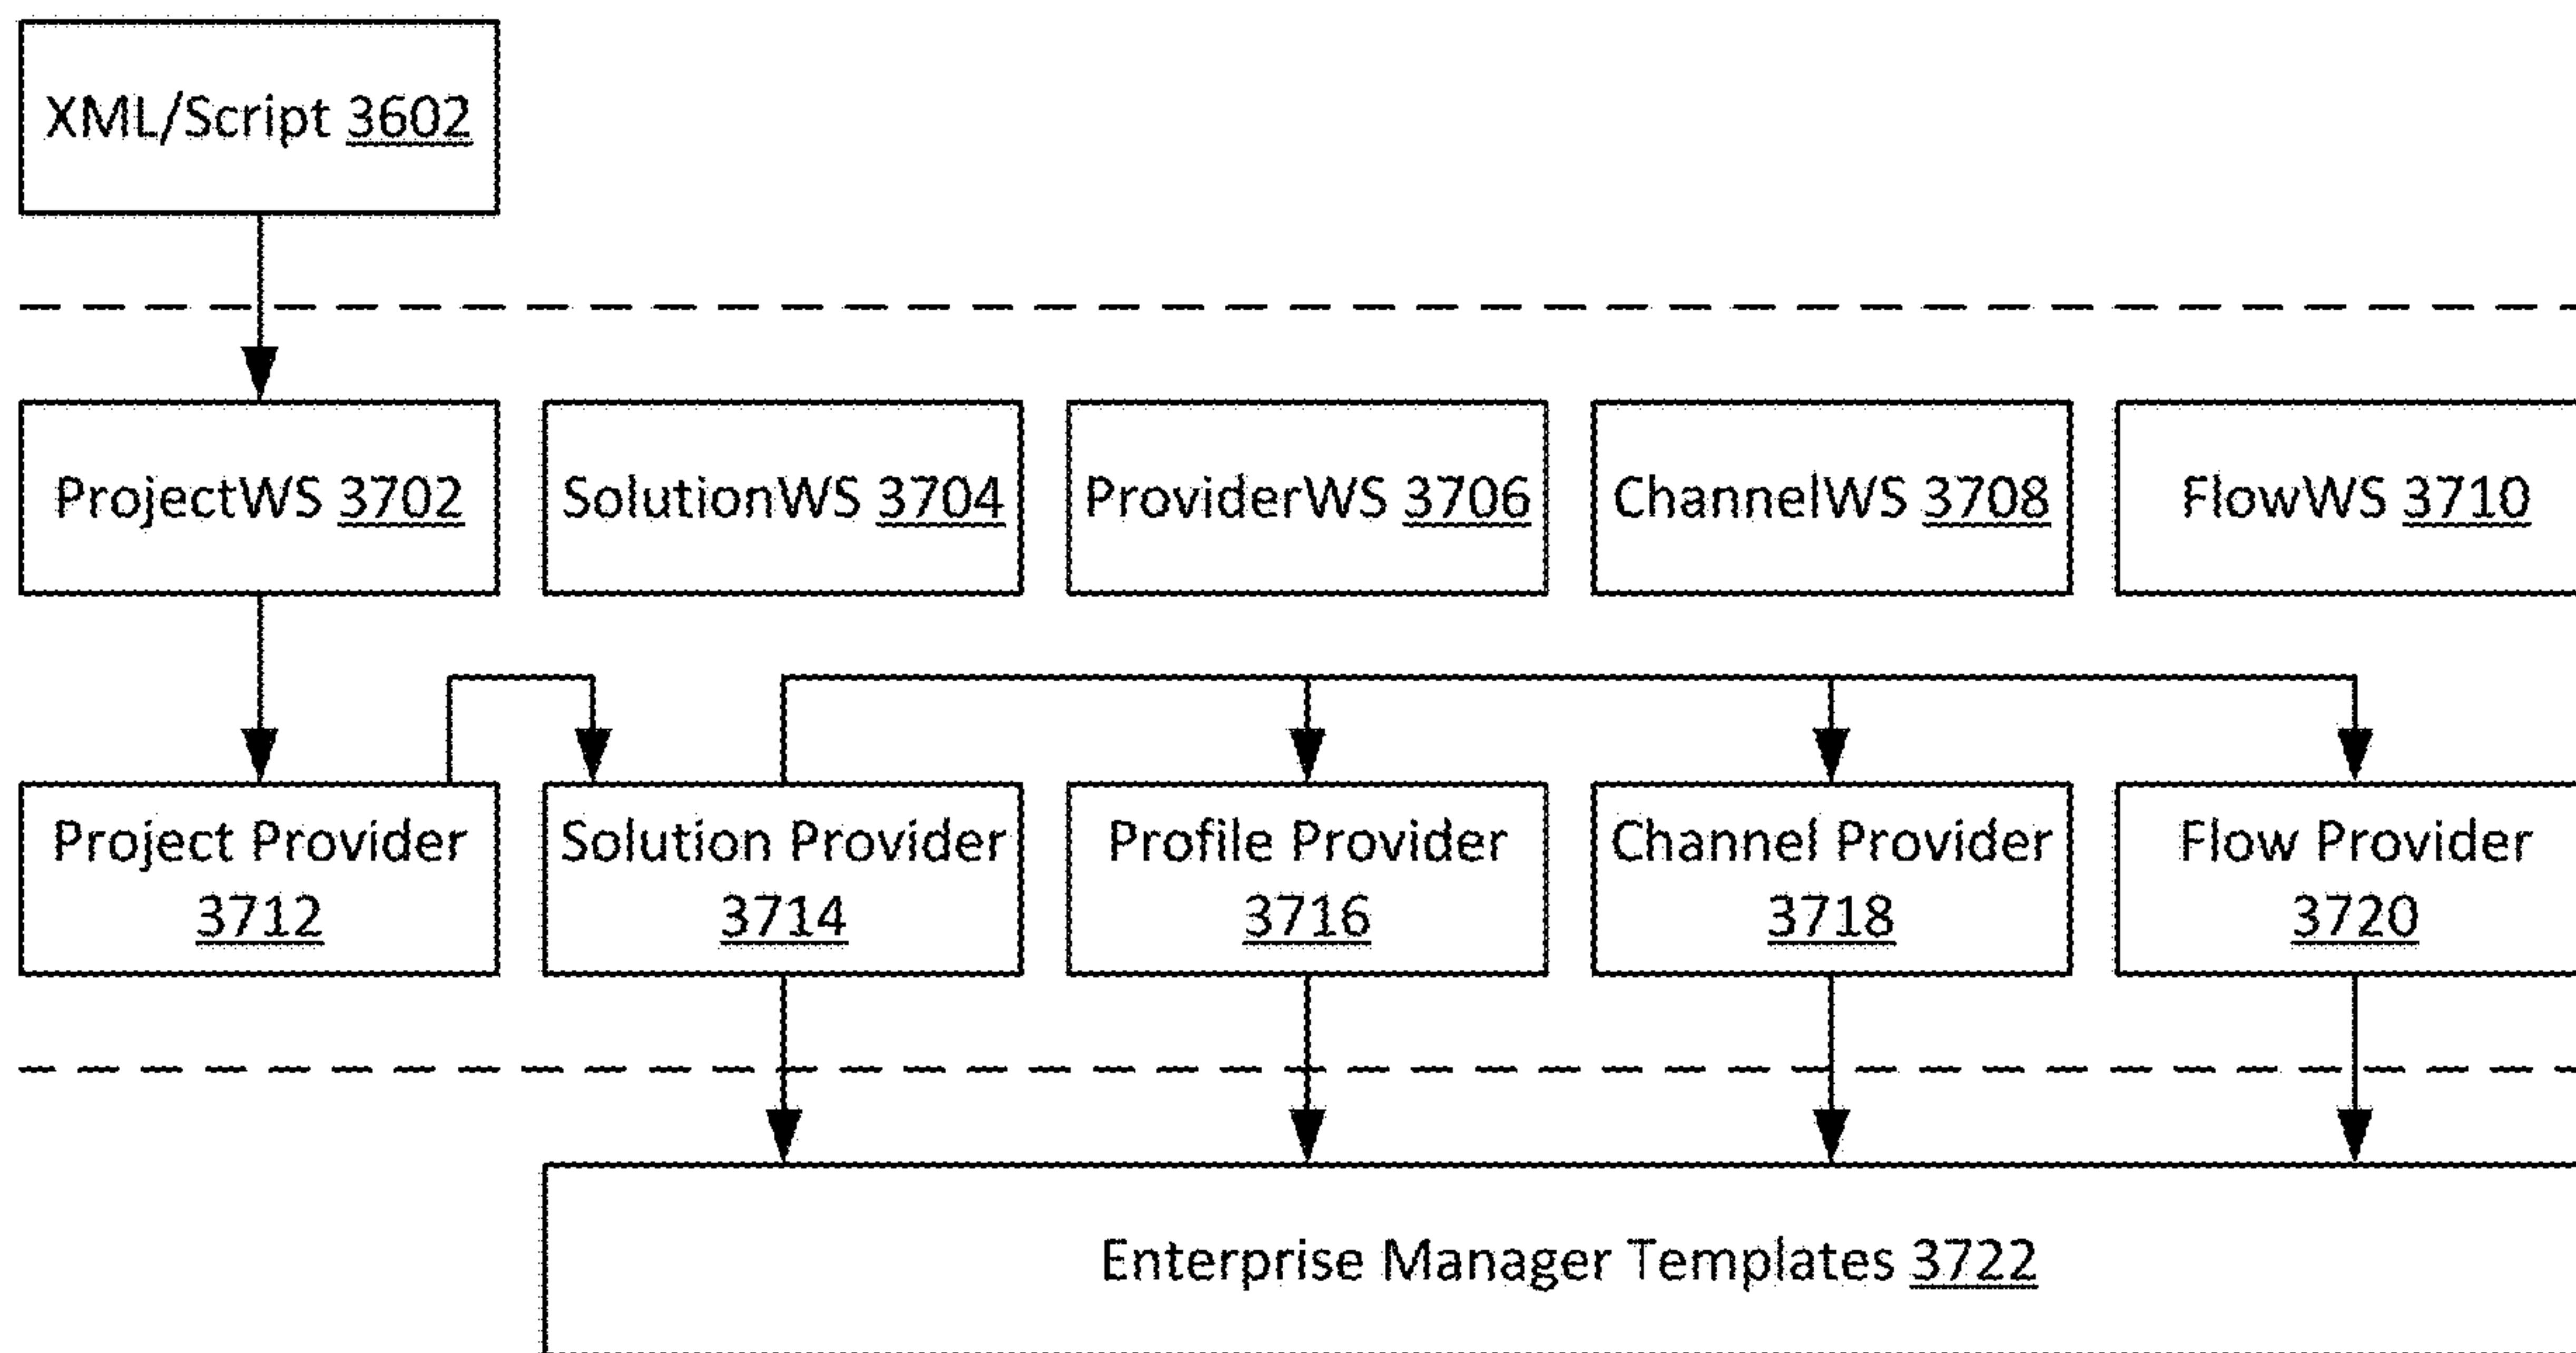 XML/Script 3602
ProjectWS 3702
SolutionWS 3704
ProviderWS 3706
ChannelWS 3708
FlowWS 3710
Project Provider
3712
Solution Provider
3714
Profile Provider
3716
Channel Provider
3718
Flow Provider
3720
Enterprise Manager Templates 3722